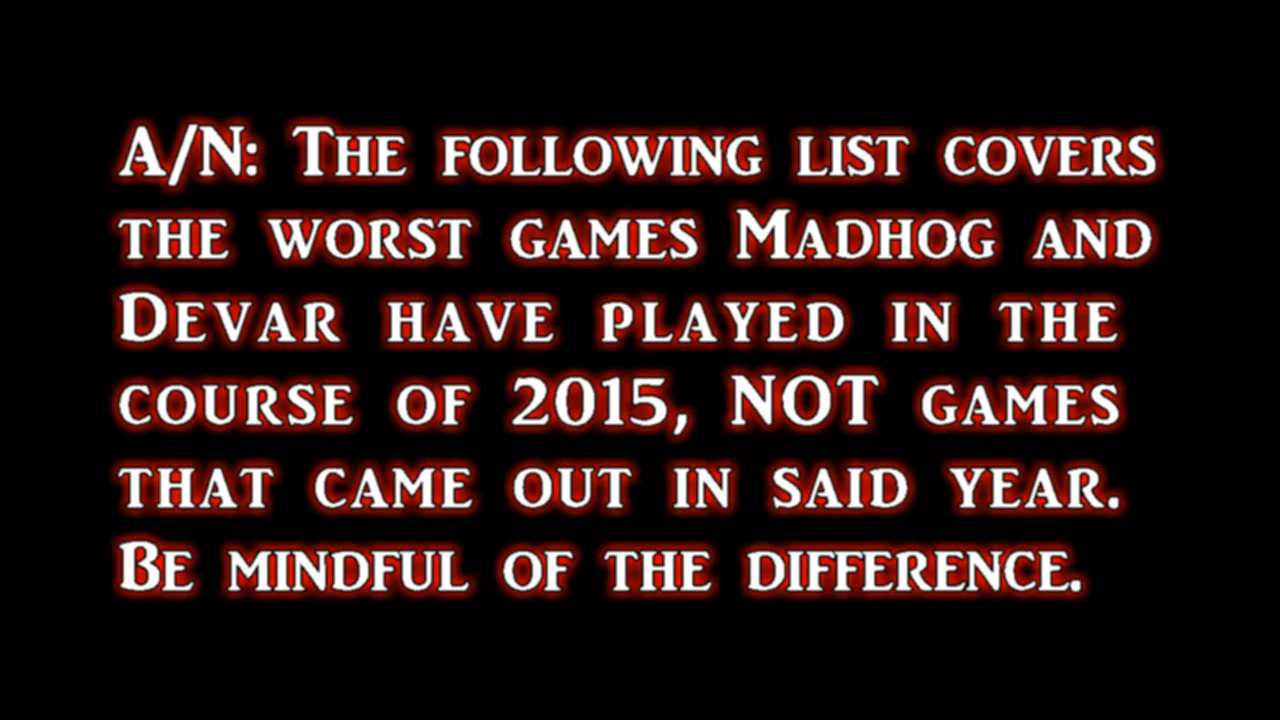 A/N: The following list covers
the worst games Madhog and
Devar have played in the
course of 2015, NOT games
that came out in said year.
Be mindful of the difference.